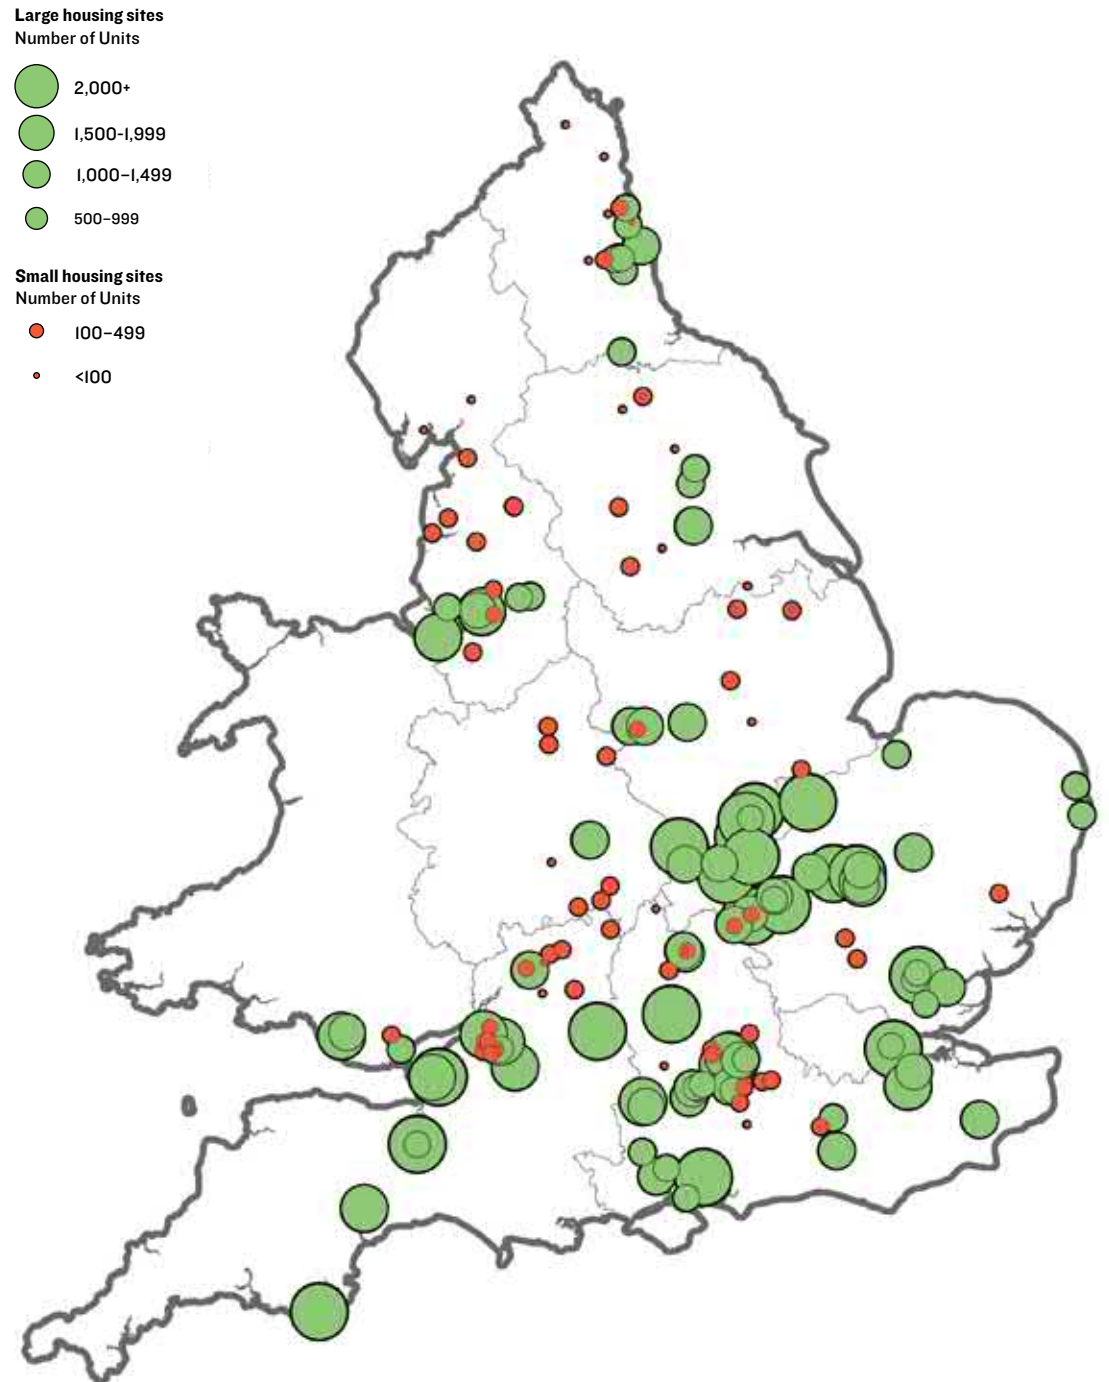 Large housing sites
Number of Units
2,000+
1,500-1,999
1,000–1,499
500–999
Small housing sites
Number of Units
100–499
<100